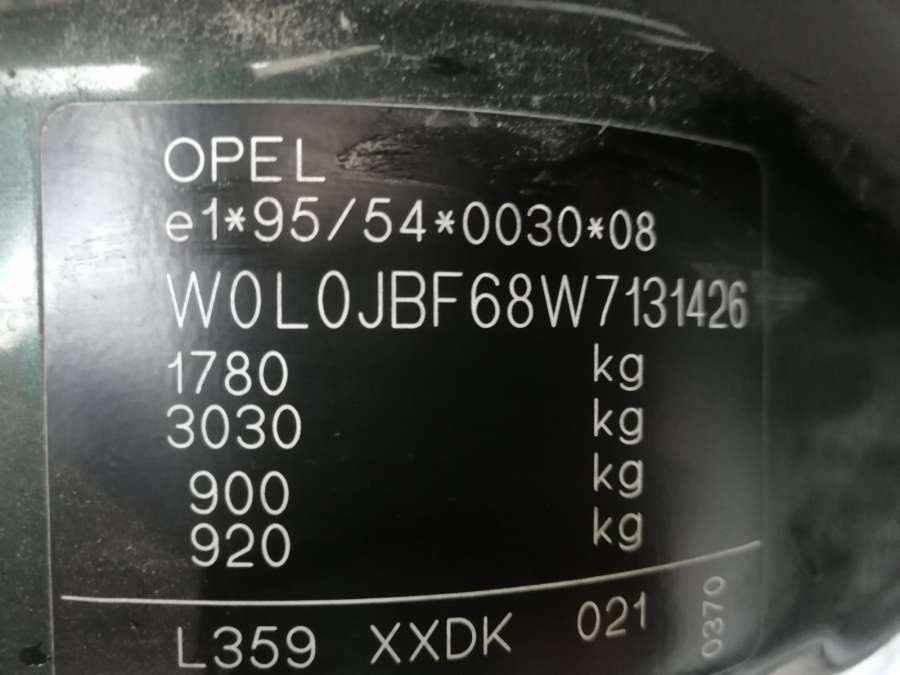 OPEL
e1*95/54*0030*08
W0L0JBF68W7131426
1780 kg
3030 kg
900 kg
920 kg
L359 XXDK 021 0370